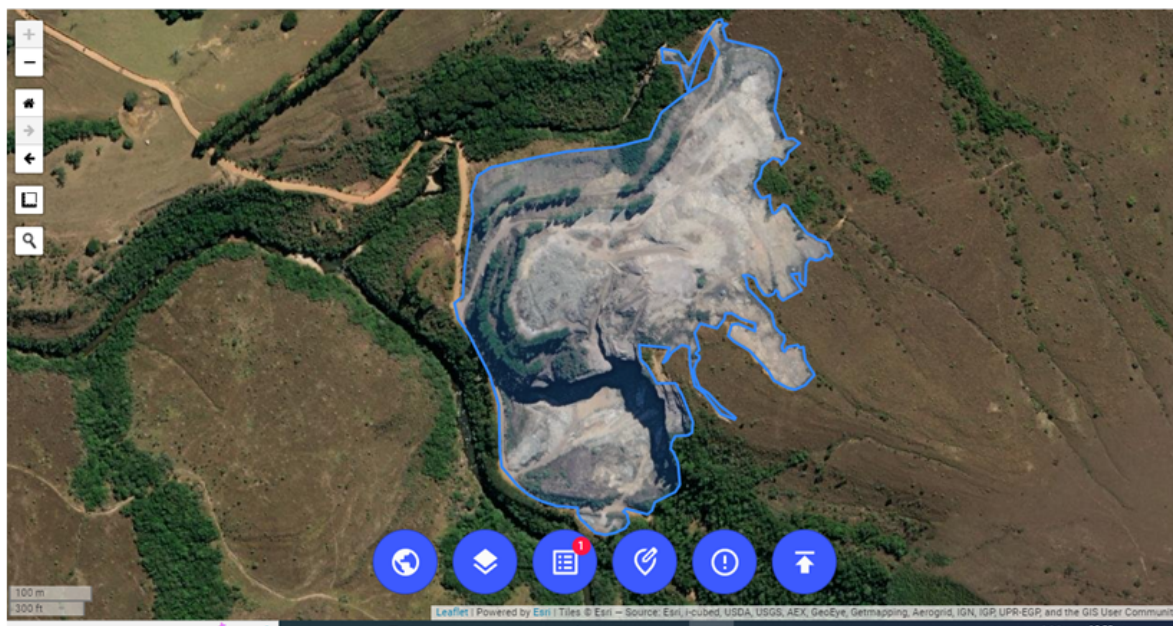 +
−
1
100 m
300 ft
Leaflet | Powered by Esri | Tiles © Esri — Source: Esri, i-cubed, USDA, USGS, AEX, GeoEye, Getmapping, Aerogrid, IGN, IGP, UPR-EGP, and the GIS User Communit